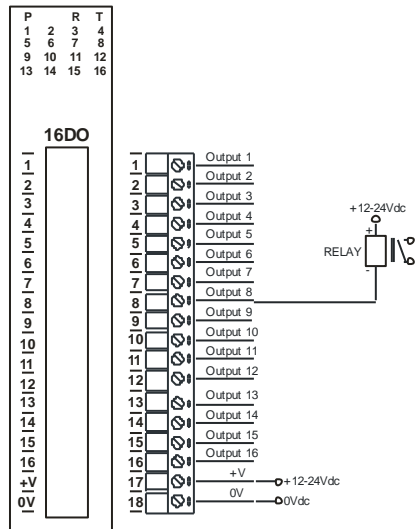 P R T
1 2 3 4
5 6 7 8
9 10 11 12
13 14 15 16
16DO
1 1 Output 1
2 2 Output 2
3 3 Output 3
4 4 Output 4
5 5 Output 5
6 6 Output 6
7 7 Output 7
8 8 Output 8
9 9 Output 9
10 10 Output 10
11 11 Output 11
12 12 Output 12
13 13 Output 13
14 14 Output 14
15 15 Output 15
16 16 Output 16
+V 17 +V +12-24Vdc
0V 18 0V 0Vdc
+12-24Vdc
+
RELAY
-